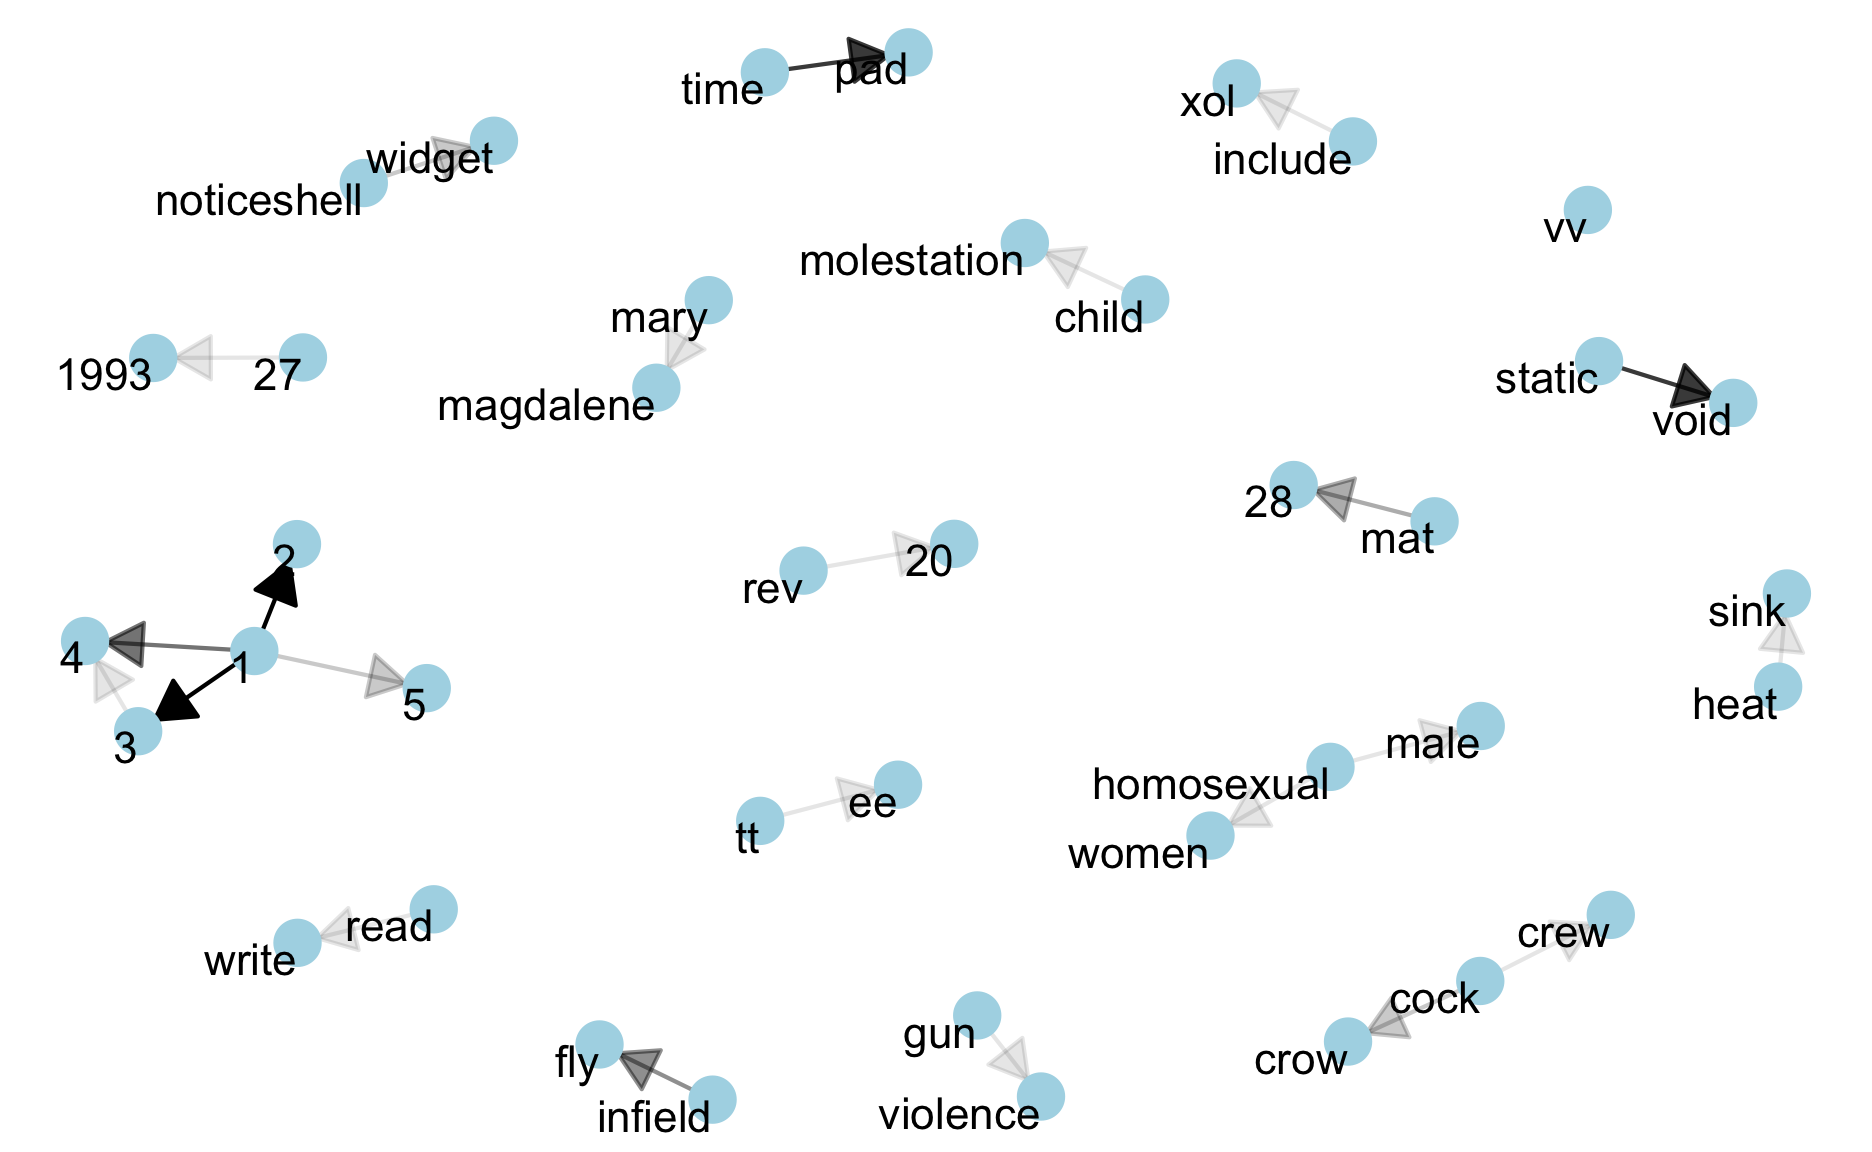 time
pad
xol
include
widget
noticeshell
vv
molestation
child
mary
magdalene
1993
27
static
void
28
mat
2
rev
20
sink
heat
4
1
5
3
male
homosexual
women
tt
ee
read
write
crew
cock
crow
gun
violence
fly
infield